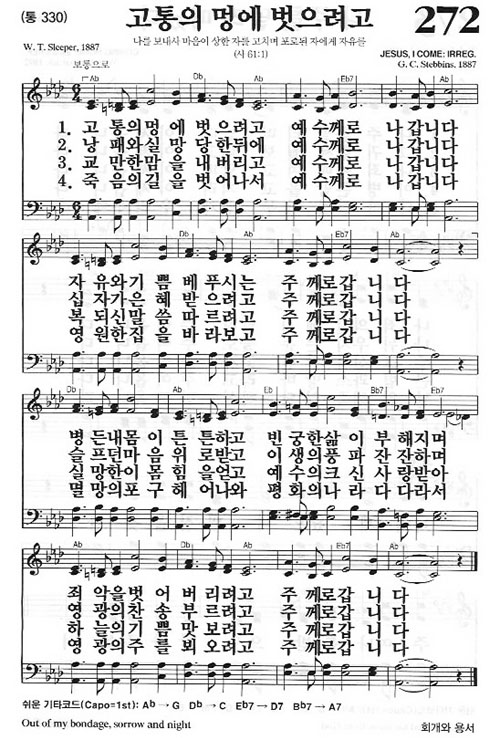 (통 330)
고통의 멍에 벗으려고
272
나를 보내사 마음이 상한 자를 고치며 포로된 자에게 자유를
(사 61:1)
W. T. Sleeper, 1887
JESUS, I COME: IRREG.
G. C. Stebbins, 1887
보통으로
Ab Db Ab Eb7 Ab
1. 고 통의멍 에 벗 으려고 예 수께로 나 갑니다
2. 낭 패와실 망 당 한뒤에 예 수께로 나 갑니다
3. 교 만한맘 을 내 버리고 예 수께로 나 갑니다
4. 죽 음의길 을 벗 어나서 예 수께로 나 갑니다
Db Ab Eb7 Ab
자 유와기 쁨 베 푸시는 주 께로갑 니 다
십 자가은 혜 받 으려고 주 께로갑 니 다
복 되신말 씀 따 르려고 주 께로갑 니 다
영 원한집 을 바 라보고 주 께로갑 니 다
Db Ab Eb Bb7 Eb7
병 든내몸 이 튼 튼하고 빈 궁한삶 이 부 해지며
슬 프던마 음 위 로받고 이 생의풍 파 잔 잔하며
실 망한이 몸 힘 을얻고 예 수의크 신 사 랑받아
멸 망의포 구 헤 어나와 평 화의나 라 다 다라서
Ab Db Ab Eb7 Ab
죄 악을벗 어 버 리려고 주 께로갑 니 다
영 광의찬 송 부 르려고 주 께로갑 니 다
하 늘의기 쁨 맛 보려고 주 께로갑 니 다
영 광의주 를 뵈 오려고 주 께로갑 니 다
쉬운 기타코드(Capo=1st): Ab → G Db → C Eb7 → D7 Bb7 → A7
Out of my bondage, sorrow and night
회개와 용서